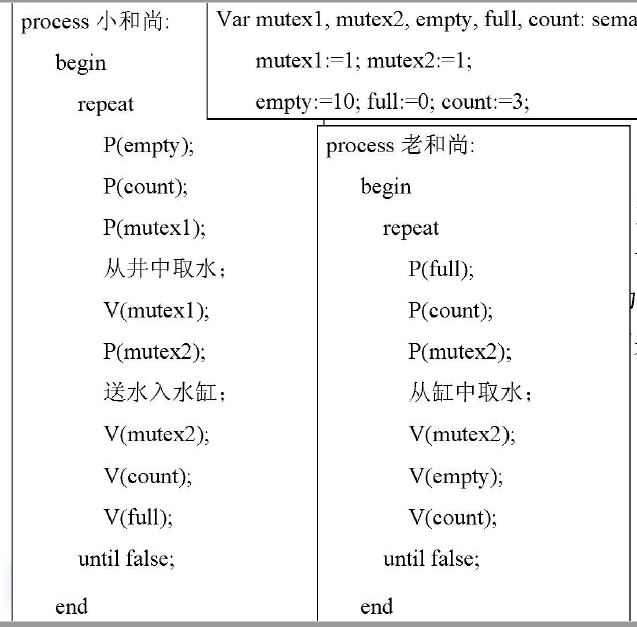 process 小和尚:
begin
repeat
P(empty);
P(count);
P(mutex1);
从井中取水；
V(mutex1);
P(mutex2);
送水入水缸；
V(mutex2);
V(count);
V(full);
until false;
end
Var mutex1, mutex2, empty, full, count: sema
mutex1:=1; mutex2:=1;
empty:=10; full:=0; count:=3;
process 老和尚:
begin
repeat
P(full);
P(count);
P(mutex2);
从缸中取水；
V(mutex2);
V(empty);
V(count);
until false;
end